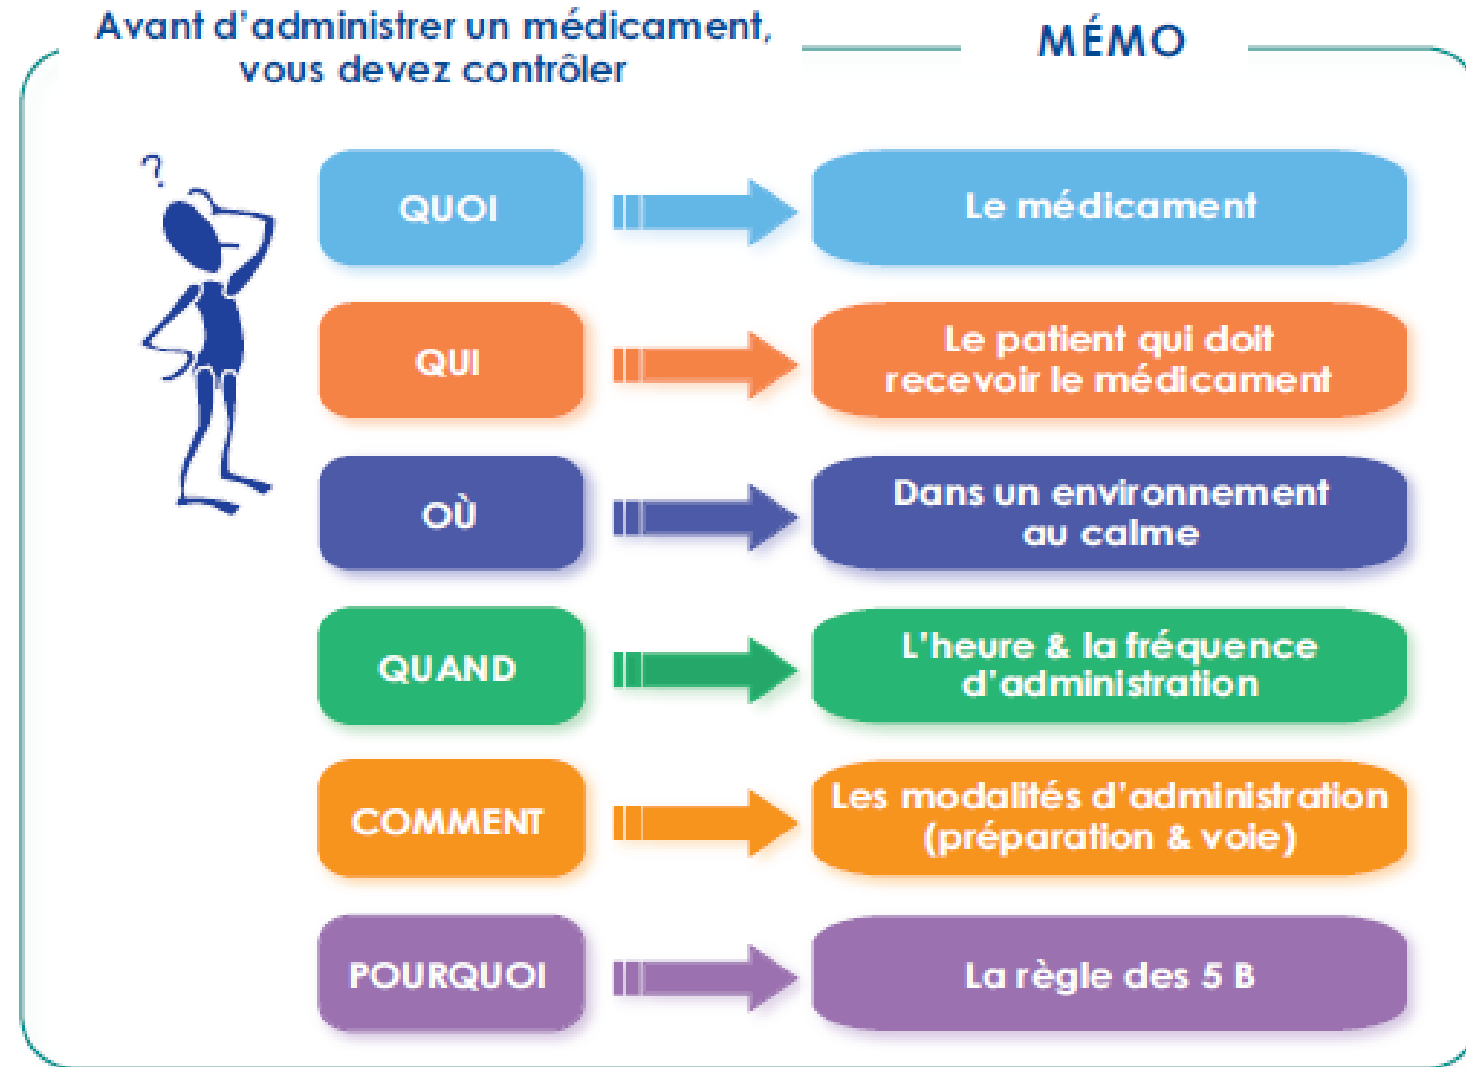 Avant d'administrer un médicament,
vous devez contrôler
MÉMO
?
QUOI
Le médicament
QUI
Le patient qui doit
recevoir le médicament
OÙ
Dans un environnement
au calme
QUAND
L'heure & la fréquence
d'administration
COMMENT
Les modalités d'administration
(préparation & voie)
POURQUOI
La règle des 5 B